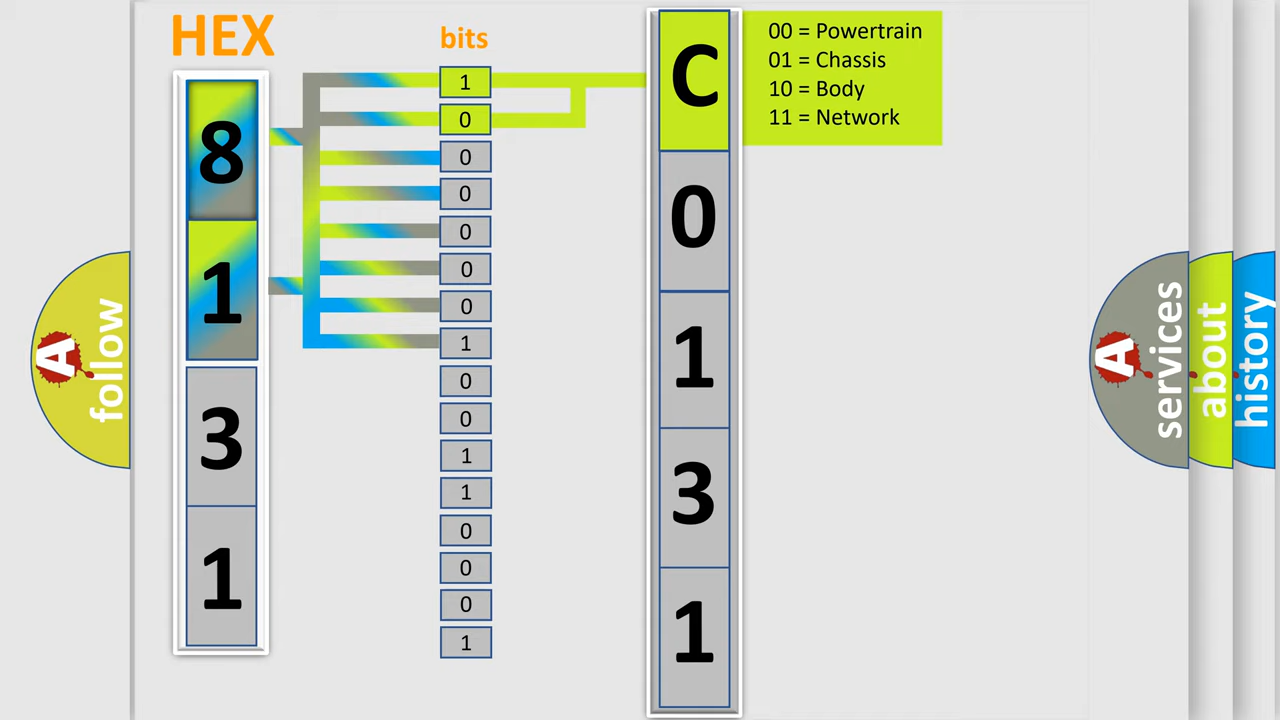 HEX
bits
8
1
3
1
1
0
0
0
0
0
0
1
0
0
1
1
0
0
0
1
C
0
1
3
1
00 = Powertrain
01 = Chassis
10 = Body
11 = Network
A
follow
A
services
about
history